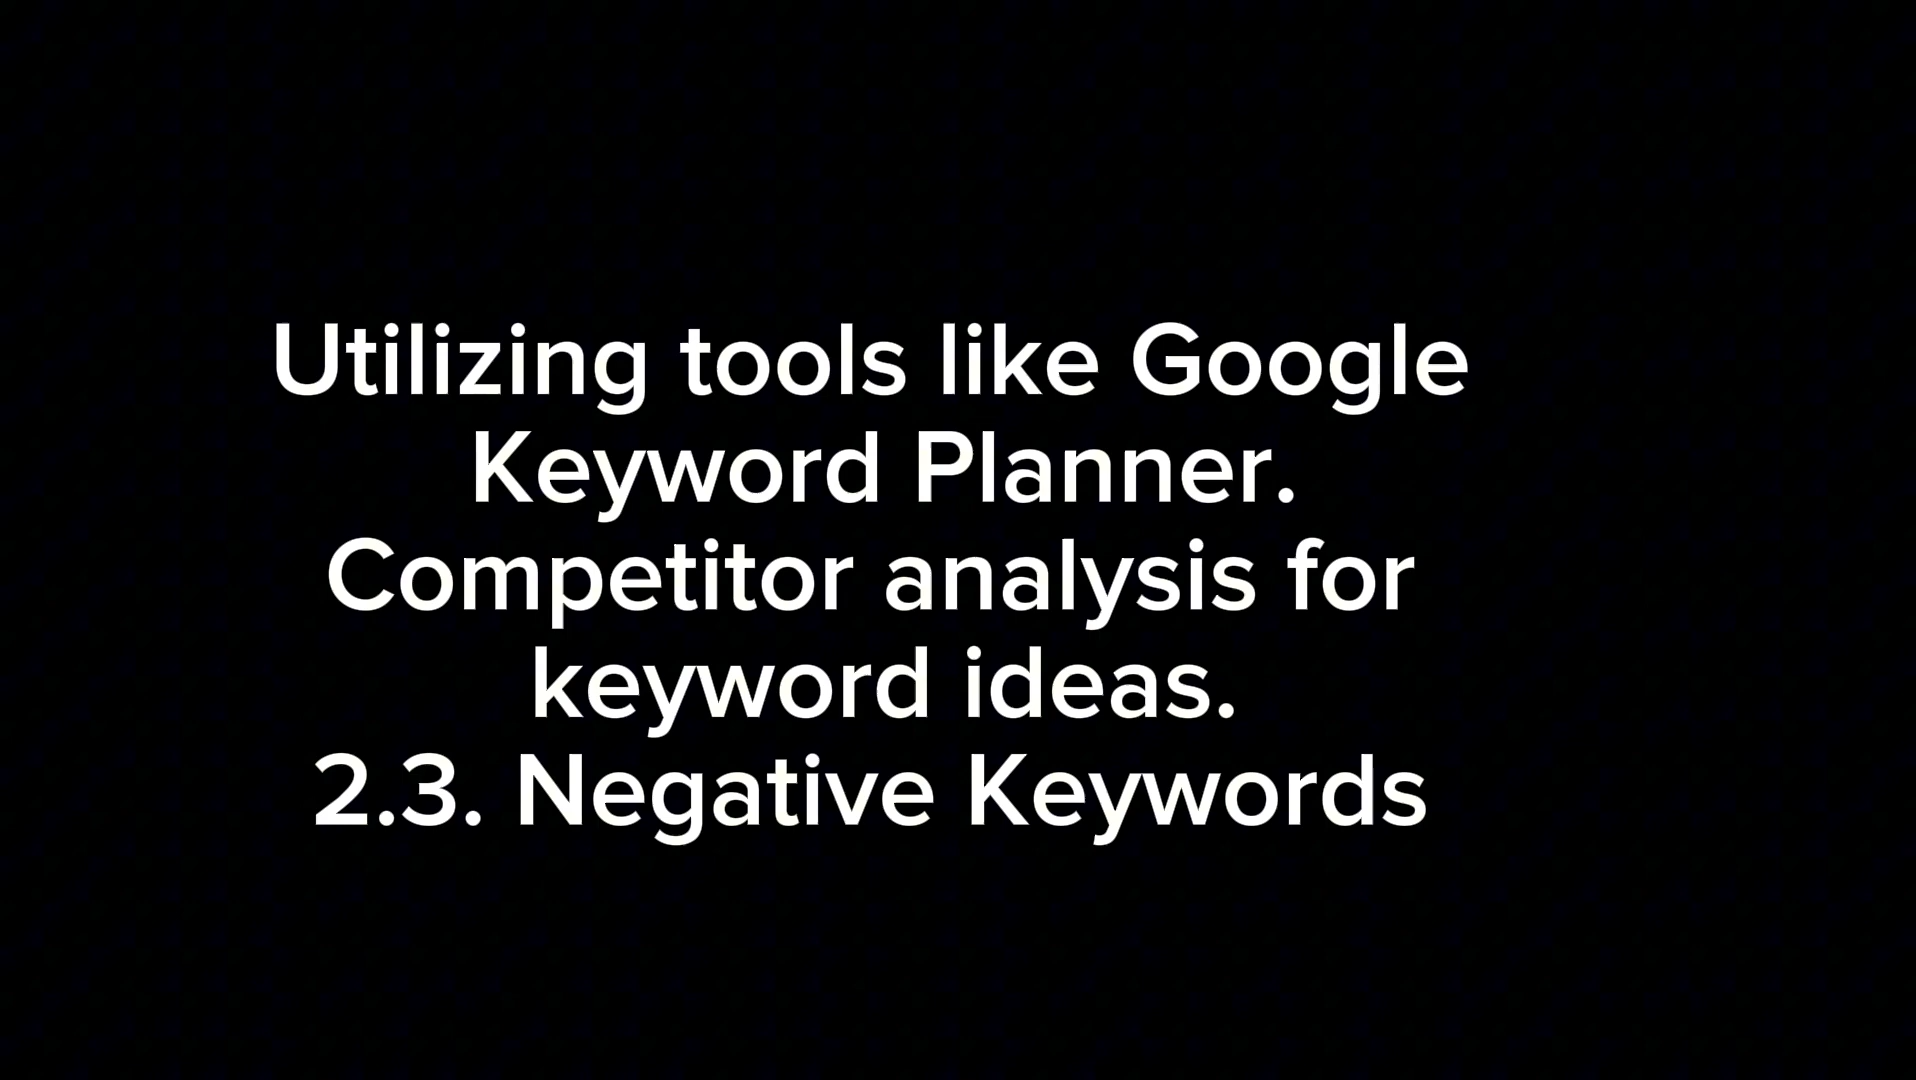 Utilizing tools like Google
Keyword Planner.
Competitor analysis for
keyword ideas.
2.3. Negative Keywords